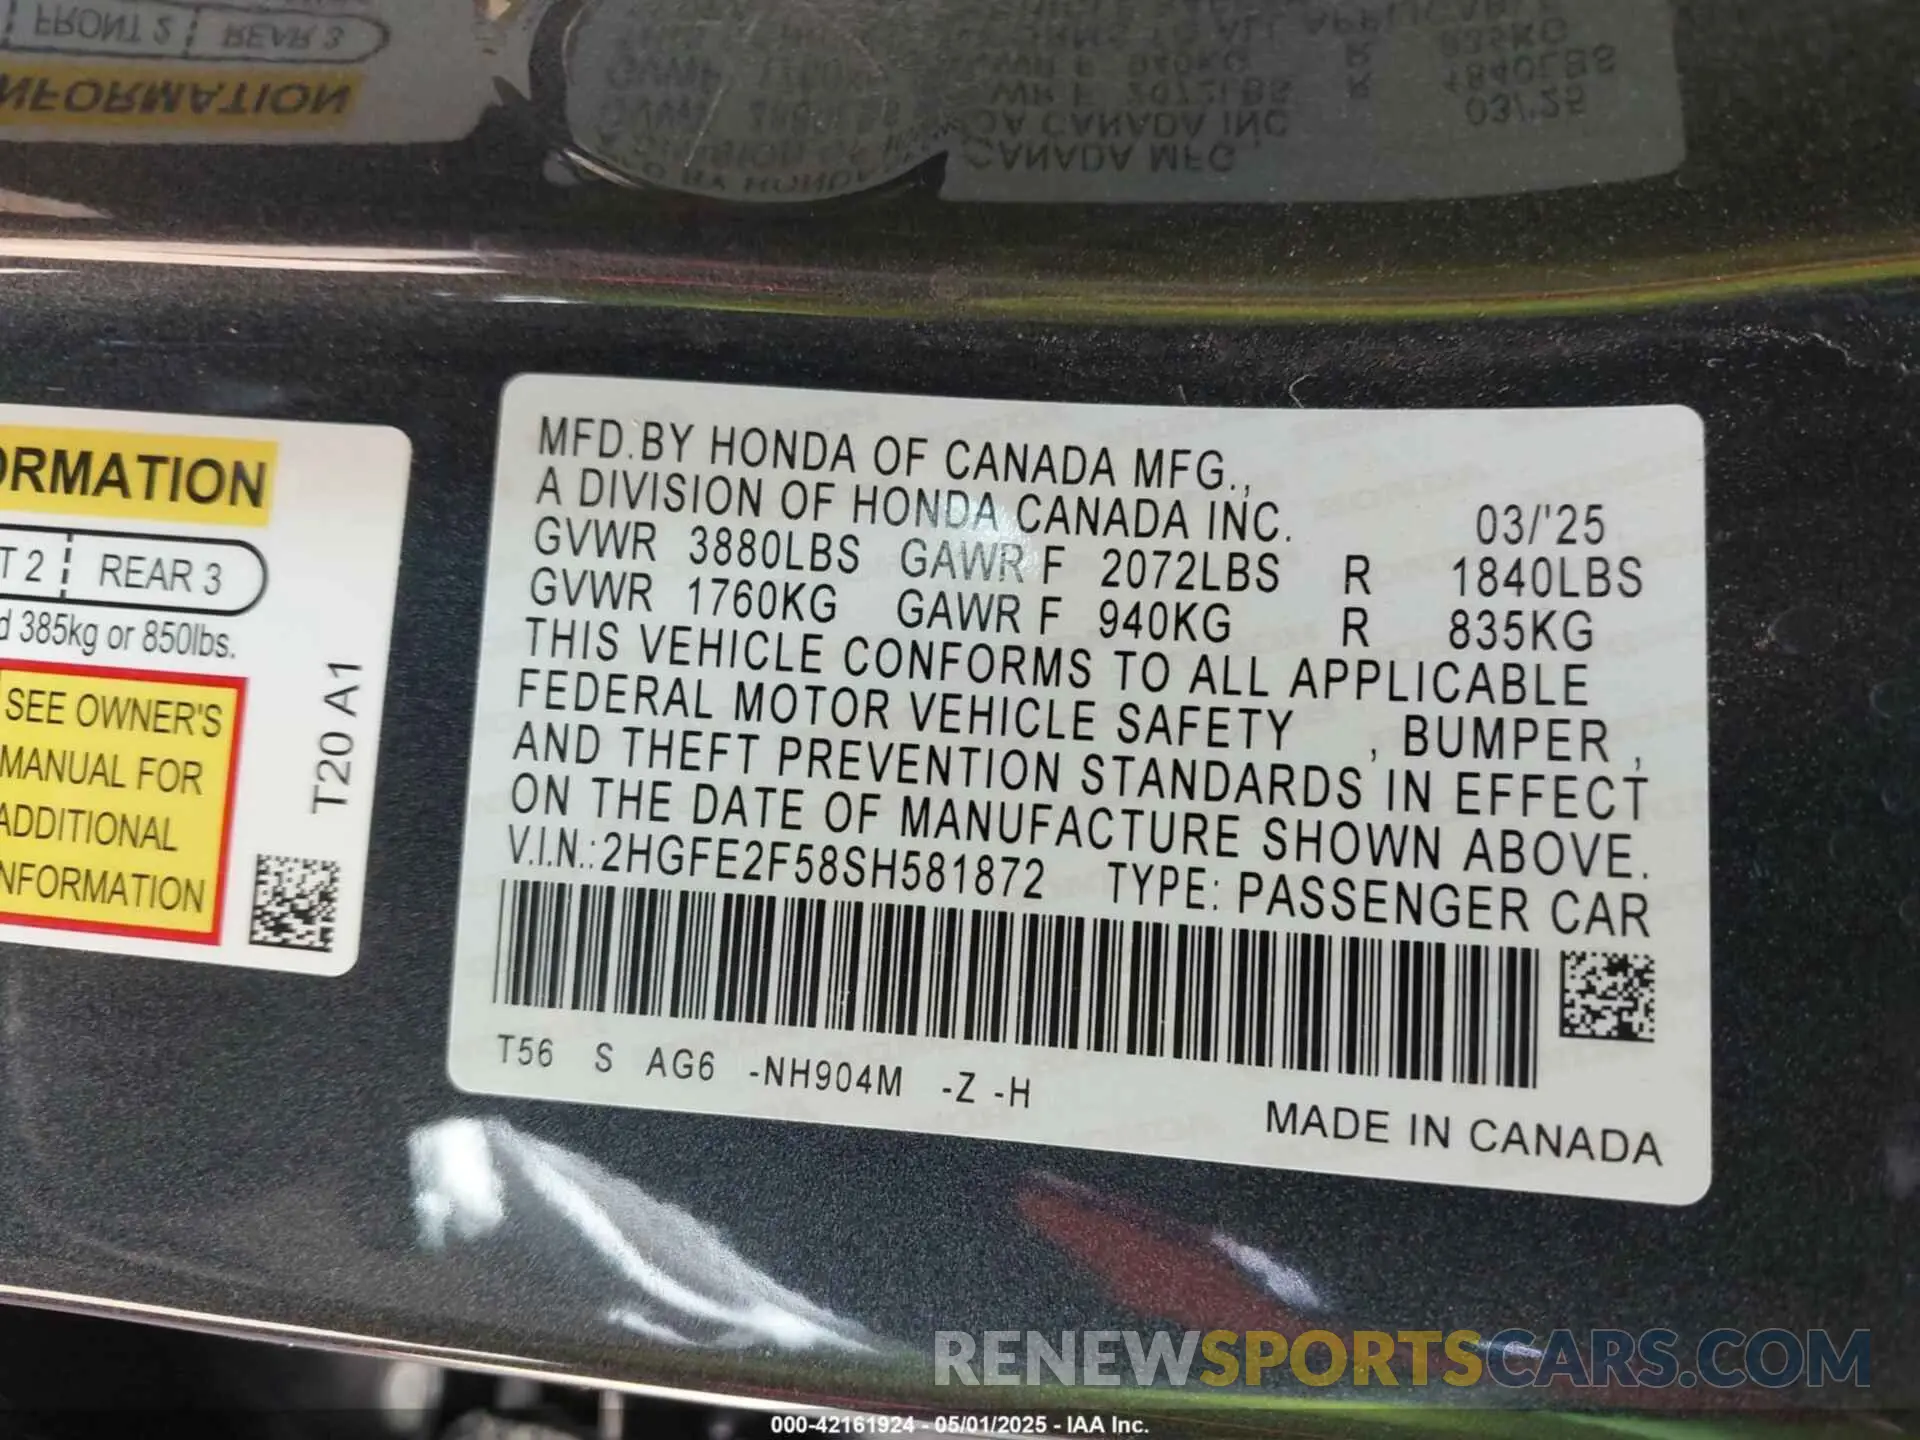 ORMATION
T 2 REAR 3
d 385kg or 850lbs.
SEE OWNER'S
MANUAL FOR
ADDITIONAL
NFORMATION
T20 A1
MFD.BY HONDA OF CANADA MFG.,
A DIVISION OF HONDA CANADA INC. 03/'25
GVWR 3880LBS GAWR F 2072LBS R 1840LBS
GVWR 1760KG GAWR F 940KG R 835KG
THIS VEHICLE CONFORMS TO ALL APPLICABLE
FEDERAL MOTOR VEHICLE SAFETY , BUMPER ,
AND THEFT PREVENTION STANDARDS IN EFFECT
ON THE DATE OF MANUFACTURE SHOWN ABOVE.
V.I.N.:2HGFE2F58SH581872 TYPE: PASSENGER CAR
T56 S AG6 -NH904M -Z -H
MADE IN CANADA
RENEWSPORTSCARS.COM
000-42161924 - 05/01/2025 - IAA Inc.